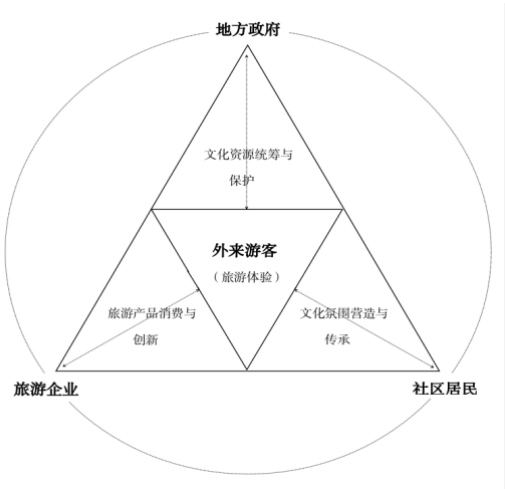 地方政府
文化资源统筹与
保护
外来游客
（旅游体验）
旅游产品消费与
创新
文化氛围营造与
传承
旅游企业
社区居民